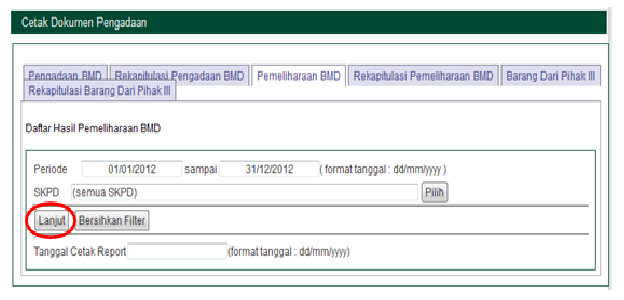 Cetak Dokumen Pengadaan
Pengadaan BMD Rekapitulasi Pengadaan BMD Pemeliharaan BMD Rekapitulasi Pemeliharaan BMD Barang Dari Pihak III
Rekapitulasi Barang Dari Pihak III
Daftar Hasil Pemeliharaan BMD
Periode 01/01/2012 sampai 31/12/2012 ( format tanggal : dd/mm/yyyy )
SKPD (semua SKPD) Pilih
Lanjut Bersihkan Filter
Tanggal Cetak Report (format tanggal : dd/mm/yyyy)